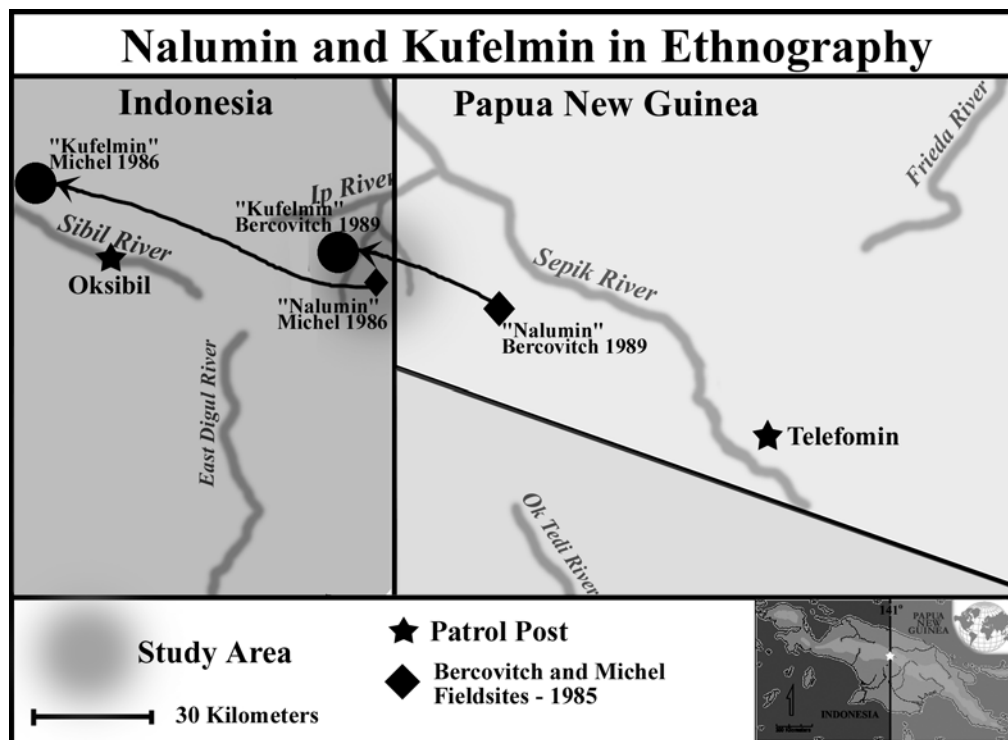 Nalumin and Kufelmin in Ethnography
Indonesia
Papua New Guinea
"Kufelmin"
Michel 1986
Ip River
"Kufelmin"
Bercovitch 1989
Sibil River
Oksibil
"Nalumin"
Michel 1986
"Nalumin"
Bercovitch 1989
Sepik River
Frieda River
East Digul River
Telefomin
Ok Tedi River
Study Area
30 Kilometers
Patrol Post
Bercovitch and Michel
Fieldsites - 1985
141°
PAPUA
NEW
GUINEA
INDONESIA